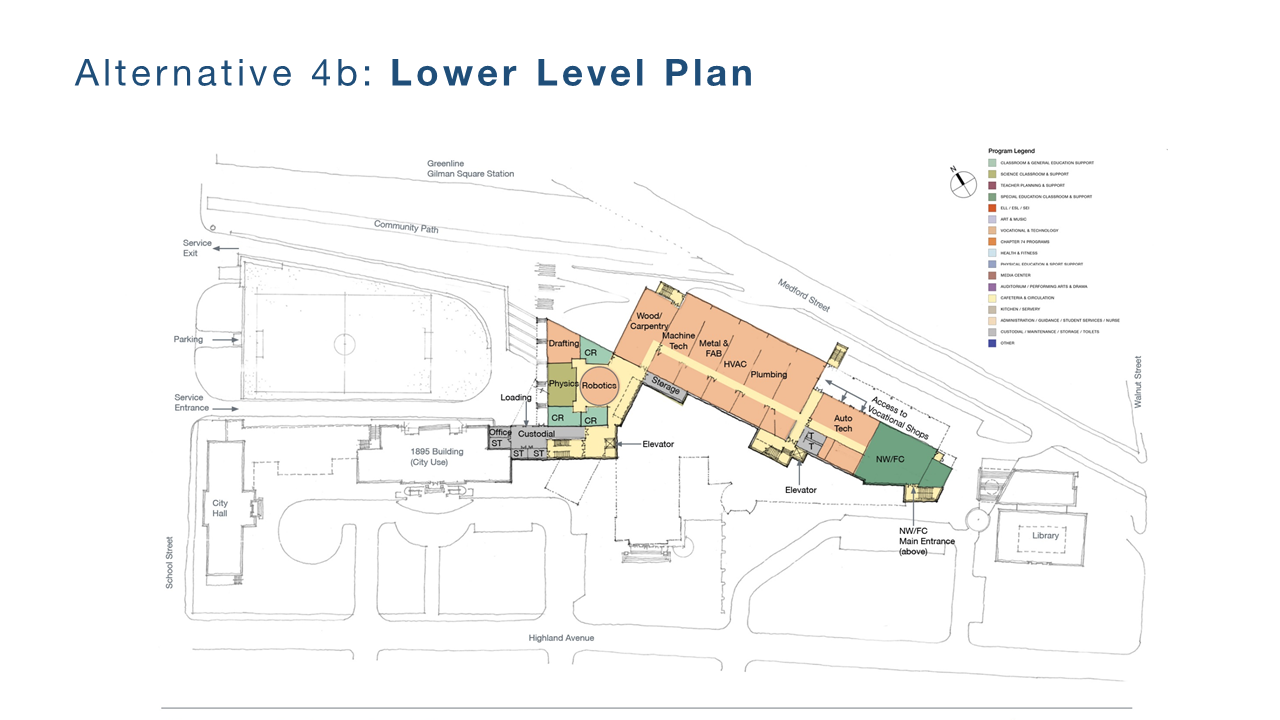 Alternative 4b: Lower Level Plan
Greenline
Gilman Square Station
Community Path
Service
Exit
Parking
Service
Entrance
School Street
City
Hall
1895 Building
(City Use)
Loading
Office
ST
Custodial
ST
ST
Drafting
CR
Physics
Robotics
CR
CR
Elevator
Wood/
Carpentry
Machine
Tech
Metal &
FAB
HVAC
Plumbing
Storage
Medford Street
Access to
Vocational Shops
Auto
Tech
T
T
Elevator
NW/FC
NW/FC
Main Entrance
(above)
Library
Walnut Street
Highland Avenue
N
Program Legend
CLASSROOM & GENERAL EDUCATION SUPPORT
SCIENCE CLASSROOM & SUPPORT
TEACHER PLANNING & SUPPORT
SPECIAL EDUCATION CLASSROOM & SUPPORT
ELL / ESL / SEI
ART & MUSIC
VOCATIONAL & TECHNOLOGY
CHAPTER 74 PROGRAMS
HEALTH & FITNESS
PHYSICAL EDUCATION & SPORT SUPPORT
MEDIA CENTER
AUDITORIUM / PERFORMING ARTS & DRAMA
CAFETERIA & CIRCULATION
KITCHEN / SERVERY
ADMINISTRATION / GUIDANCE / STUDENT SERVICES / NURSE
CUSTODIAL / MAINTENANCE / STORAGE / TOILETS
OTHER